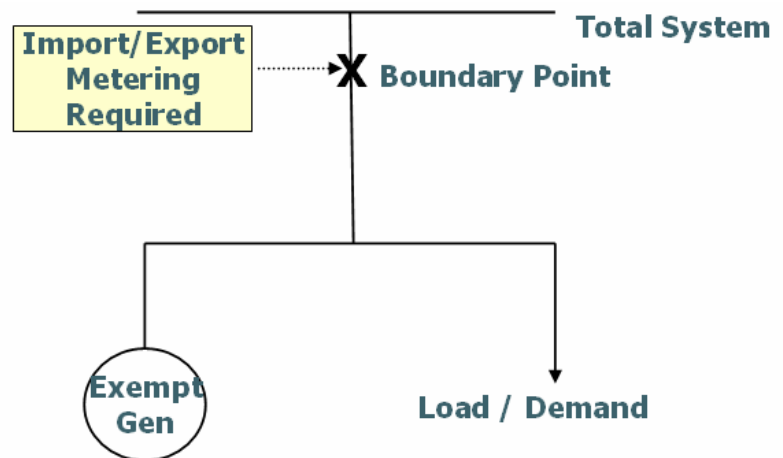 Total System
Import/Export
Metering
Required
X Boundary Point
Exempt
Gen
Load / Demand